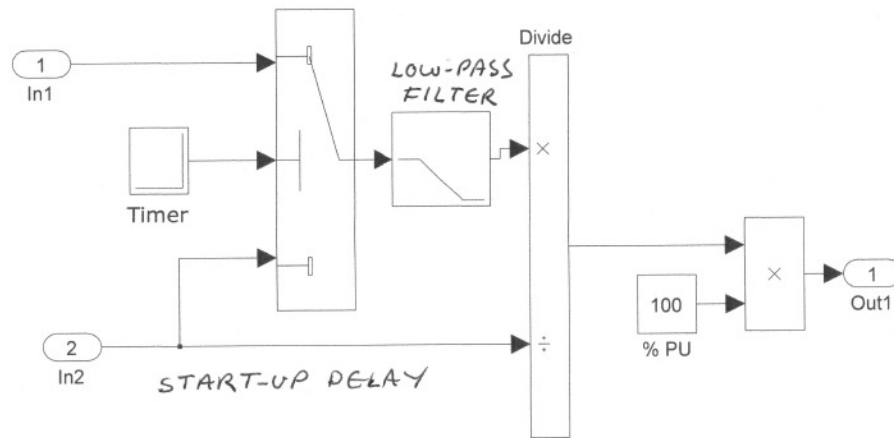 Divide
LOW-PASS
FILTER
1
In1
×
Timer
100
% PU
×
1
Out1
2
In2
÷
START-UP DELAY